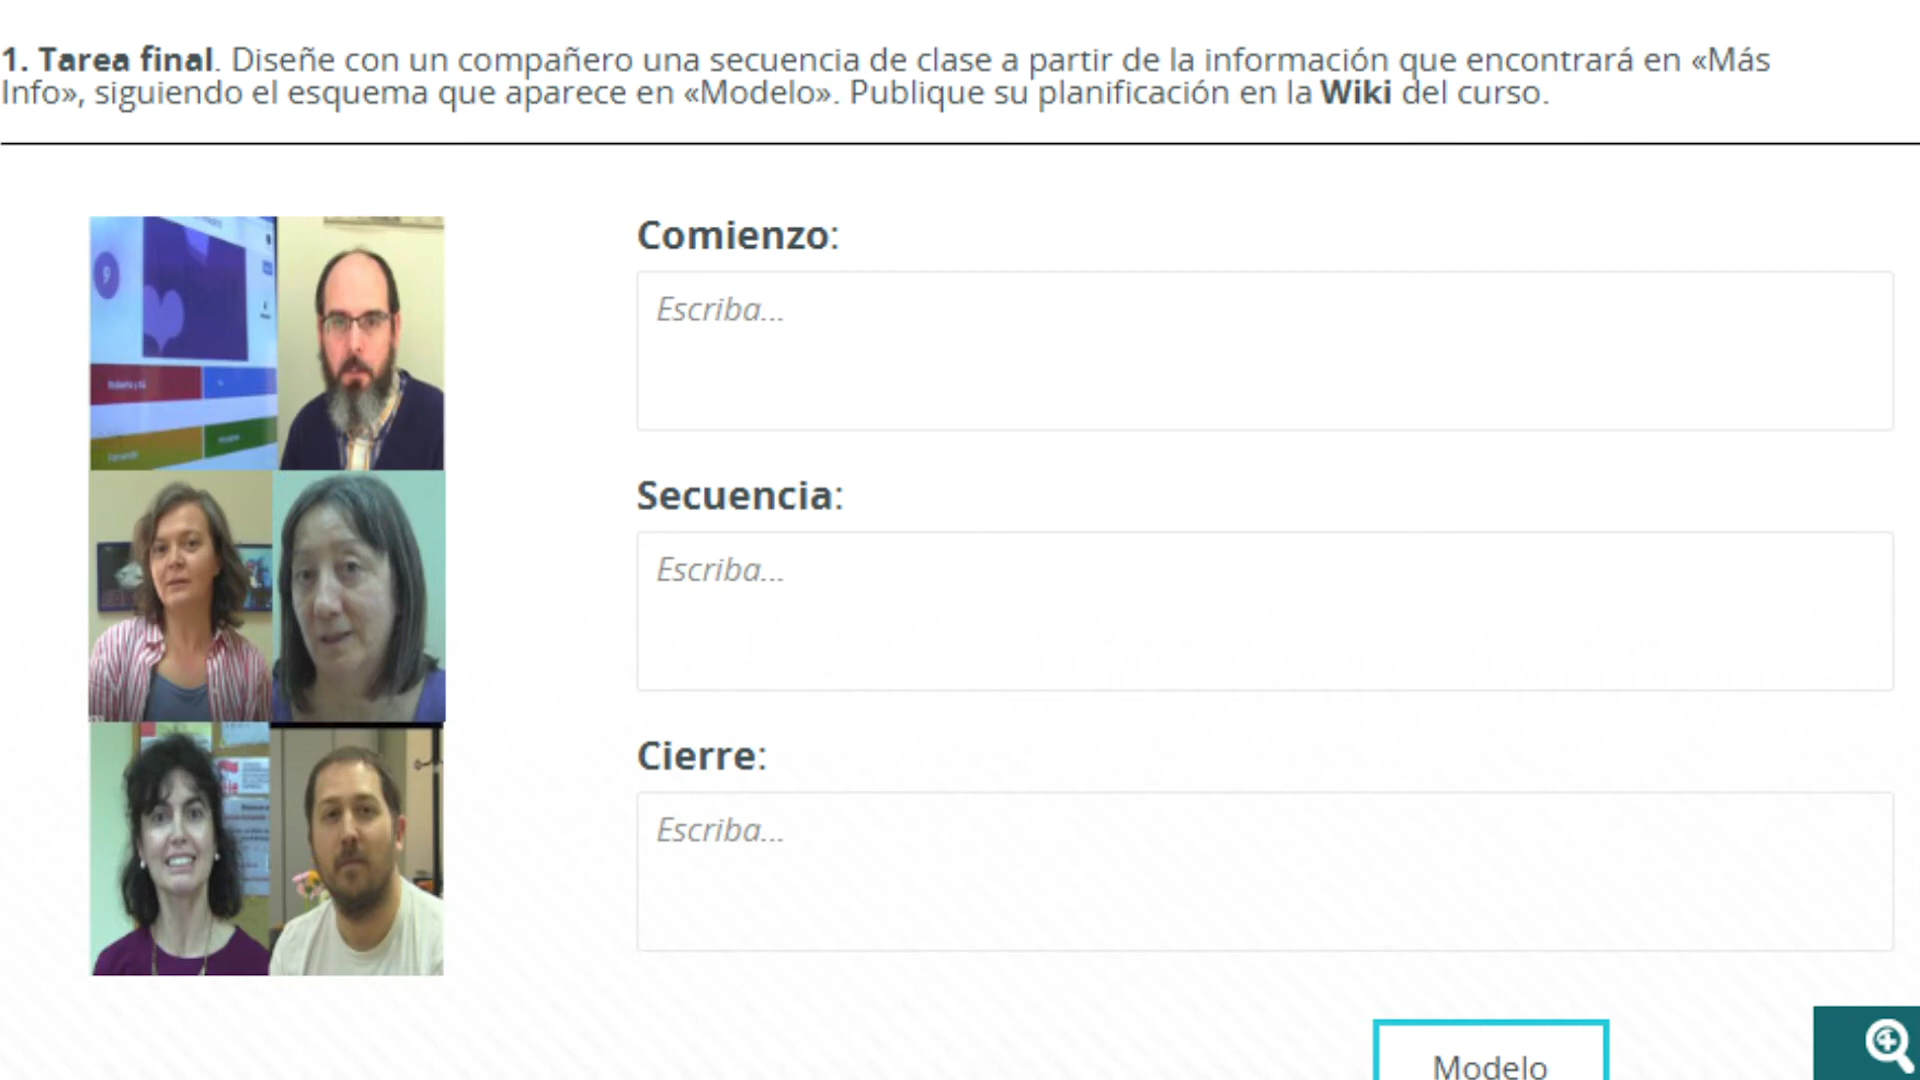 1. Tarea final. Diseñe con un compañero una secuencia de clase a partir de la información que encontrará en «Más
Info», siguiendo el esquema que aparece en «Modelo». Publique su planificación en la Wiki del curso.
9
Comienzo:
Escriba...
Secuencia:
Escriba...
Cierre:
Escriba...
Modelo